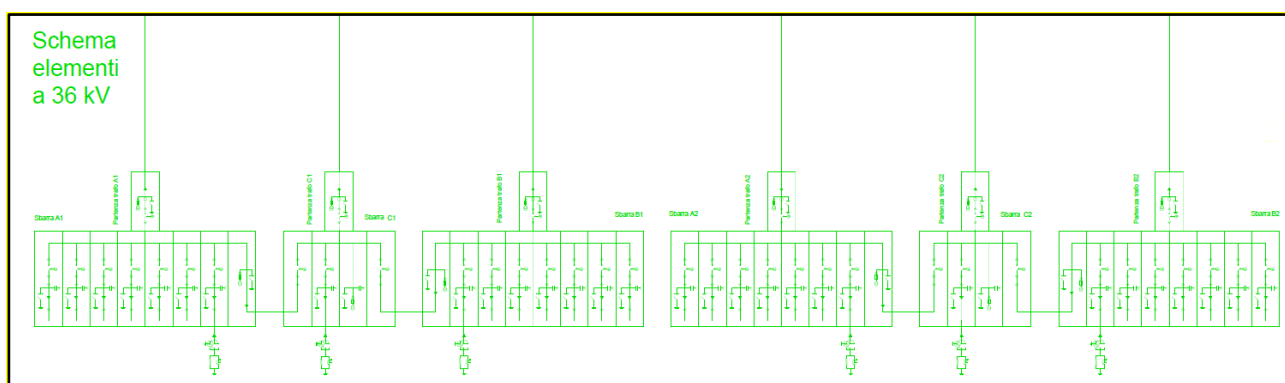 Schema
elementi
a 36 kV
Partenza trafo A1
Partenza trafo C1
Partenza trafo B1
Partenza trafo A2
Partenza trafo C2
Partenza trafo B2
Sbarra A1
Sbarra C1
Sbarra B1
Sbarra A2
Sbarra C2
Sbarra B2